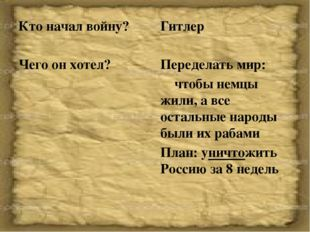 Кто начал войну? Гитлер
Чего он хотел? Переделать мир:
чтобы немцы
жили, а все
остальные народы
были их рабами
План: уничтожить
Россию за 8 недель